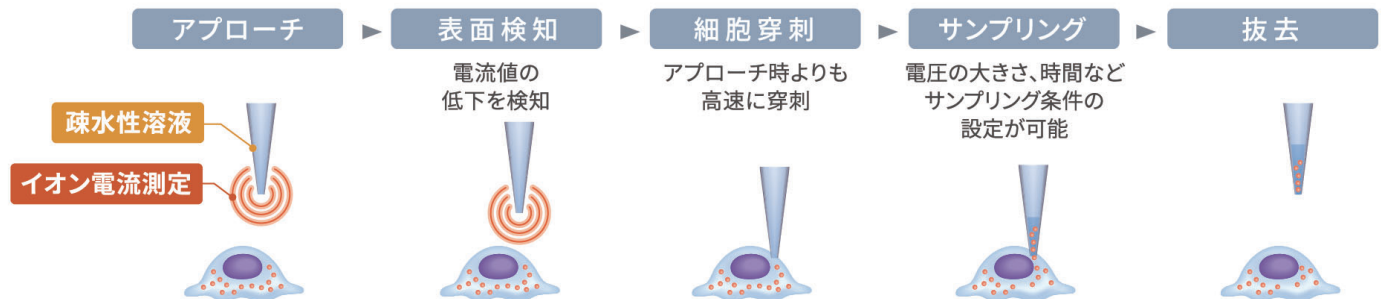 アプローチ
▶
表面検知
▶
細胞穿刺
▶
サンプリング
▶
抜去
電流値の
低下を検知
アプローチ時よりも
高速に穿刺
電圧の大きさ、時間など
サンプリング条件の
設定が可能
疎水性溶液
イオン電流測定